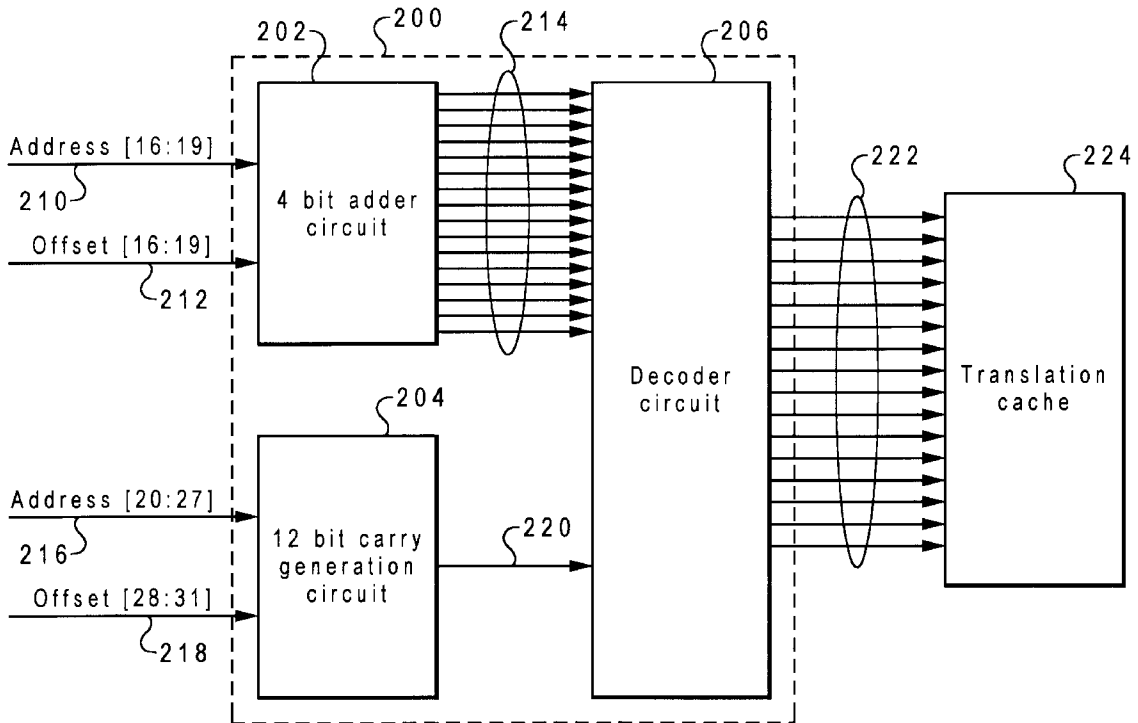 200
202
214
206
Address [16:19]
210
4 bit adder
circuit
Offset [16:19]
212
222
224
Decoder
circuit
Translation
cache
204
Address [20:27]
216
12 bit carry
generation
circuit
220
Offset [28:31]
218